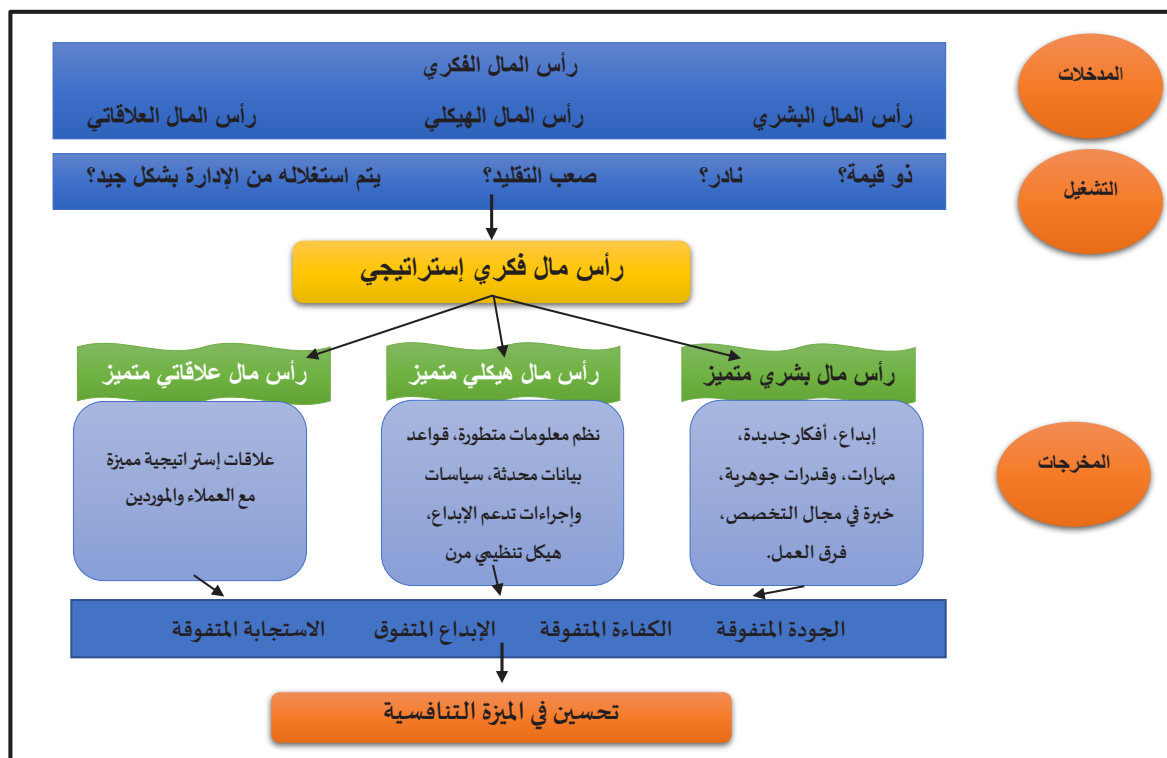 رأس المال الفكري
المدخلات
رأس المال البشري رأس المال الهيكلي رأس المال العلاقاتي
ذو قيمة؟ نادر؟ صعب التقليد؟ يتم استغلاله من الإدارة بشكل جيد؟
التشغيل
رأس مال فكري إستراتيجي
رأس مال بشري متميز
إبداع، أفكار جديدة،
مهارات، وقدرات جوهرية،
خبرة في مجال التخصص،
فرق العمل.
رأس مال هيكلي متميز
نظم معلومات متطورة، قواعد
بيانات محدثة، سياسات
وإجراءات تدعم الإبداع،
هيكل تنظيمي مرن
رأس مال علاقاتي متميز
علاقات إستراتيجية مميزة
مع العملاء والموردين
المخرجات
الجودة المتفوقة الكفاءة المتفوقة الإبداع المتفوق الاستجابة المتفوقة
تحسين في الميزة التنافسية